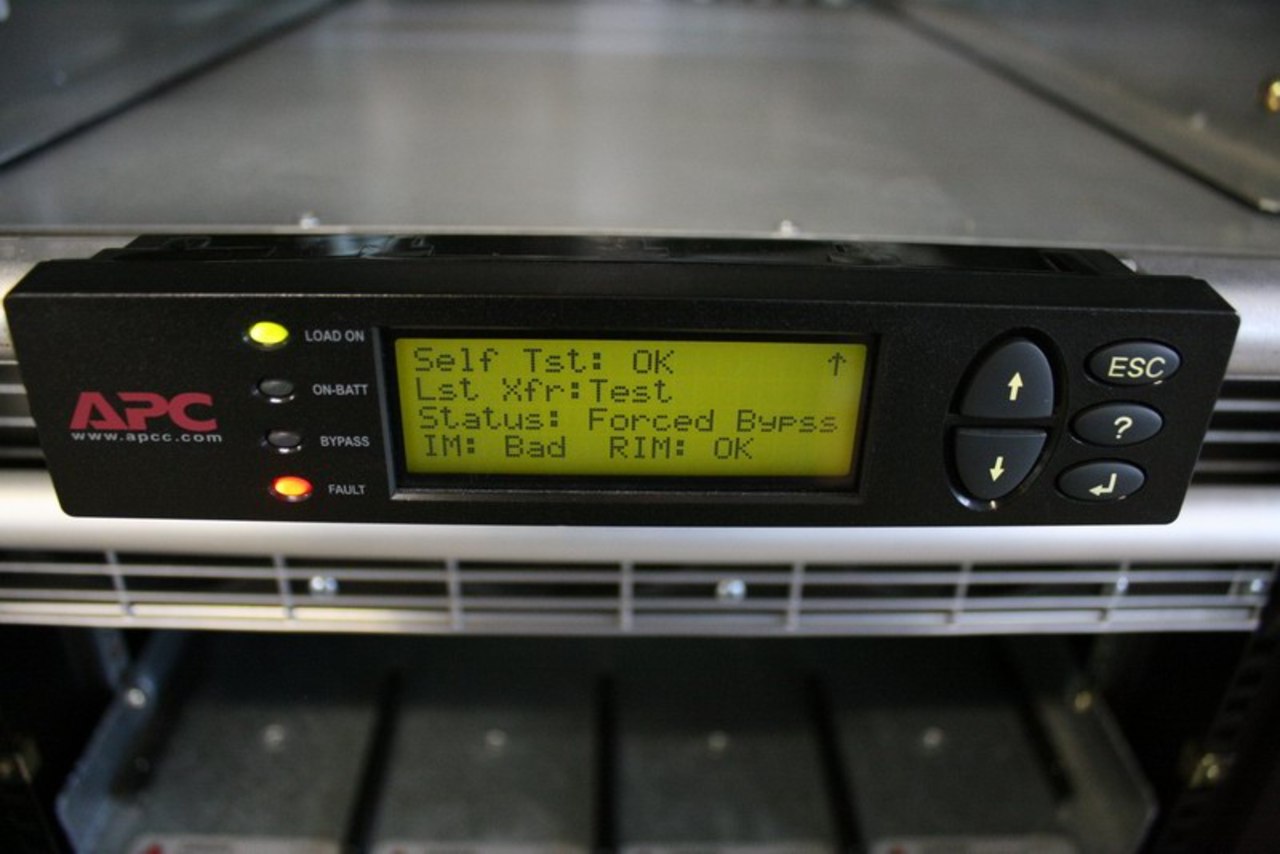 APC
www.apcc.com
LOAD ON
ON-BATT
BYPASS
FAULT
Self Tst: OK ↑
Lst Xfr:Test
Status: Forced Bypss
IM: Bad RIM: OK
↑
↓
ESC
?
↵